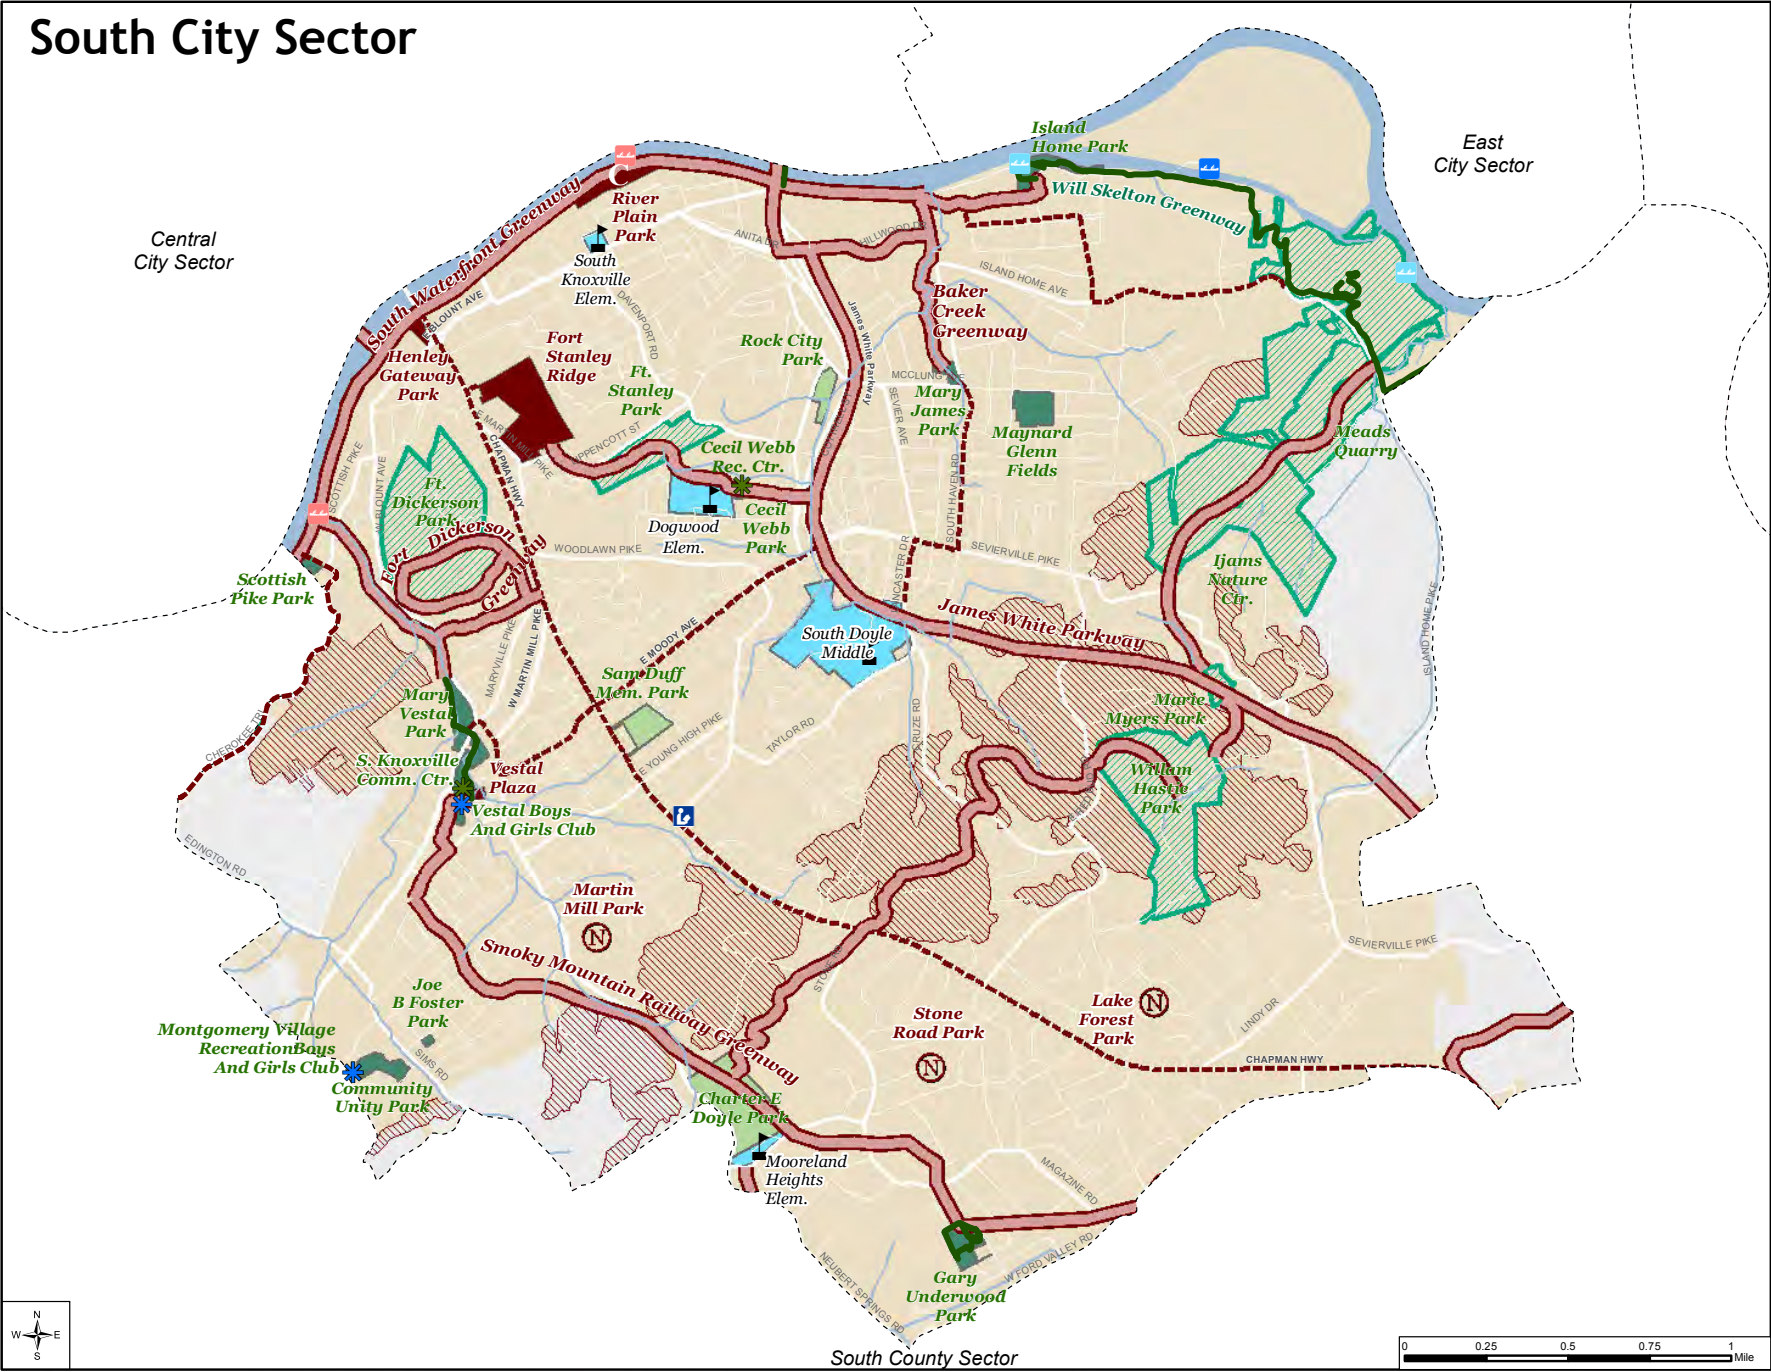 South City Sector
Island
Home Park
East
City Sector
Will Skelton Greenway
Central
City Sector
South Waterfront Greenway
C
River
Plain
Park
South
Knoxville
Elem.
ANITA DR
HILLWOOD DR
ISLAND HOME AVE
E BLOUNT AVE
DAVENPORT RD
Baker
Creek
Greenway
James White Parkway
Henley
Gateway
Park
Fort
Stanley
Ridge
Rock City
Park
Ft.
Stanley
Park
MCCLUNG AVE
Mary
James
Park
SEVIER AVE
Maynard
Glenn
Fields
Meads
Quarry
E MARTIN MILL PIKE
LIPPENCOTT ST
CHAPMAN HWY
SCOTTISH PIKE
W BLOUNT AVE
Ft.
Dickerson
Park
Fort Dickerson Greenway
Cecil Webb
Rec. Ctr.
Cecil
Webb
Park
Dogwood
Elem.
WOODLAWN PIKE
SOUTH HAVEN RD
SEVIERVILLE PIKE
LANCASTER DR
Ijams
Nature
Ctr.
ISLAND HOME PIKE
Scottish
Pike Park
MARYVILLE PIKE
W MARTIN MILL PIKE
E MOODY AVE
South Doyle
Middle
James White Parkway
Sam Duff
Mem. Park
Mary
Vestal
Park
CHEROKEE TRL
S. Knoxville
Comm. Ctr.
Vestal
Plaza
Vestal Boys
And Girls Club
E YOUNG HIGH PIKE
TAYLOR RD
CRUZE RD
Marie
Myers Park
Willam
Hastie
Park
EDINGTON RD
Martin
Mill Park
N
Smoky Mountain Railway Greenway
SEVIERVILLE PIKE
Joe
B Foster
Park
Stone
Road Park
N
Lake
Forest
Park
N
LINDY DR
CHAPMAN HWY
Montgomery Village
Recreation
Boys
And Girls Club
Community
Unity Park
SIMS RD
Charter E
Doyle Park
Mooreland
Heights
Elem.
MAGAZINE RD
W FORD VALLEY RD
NEUBERT SPRINGS RD
Gary
Underwood
Park
South County Sector
N
W
E
S
0
0.25
0.5
0.75
1
Mile